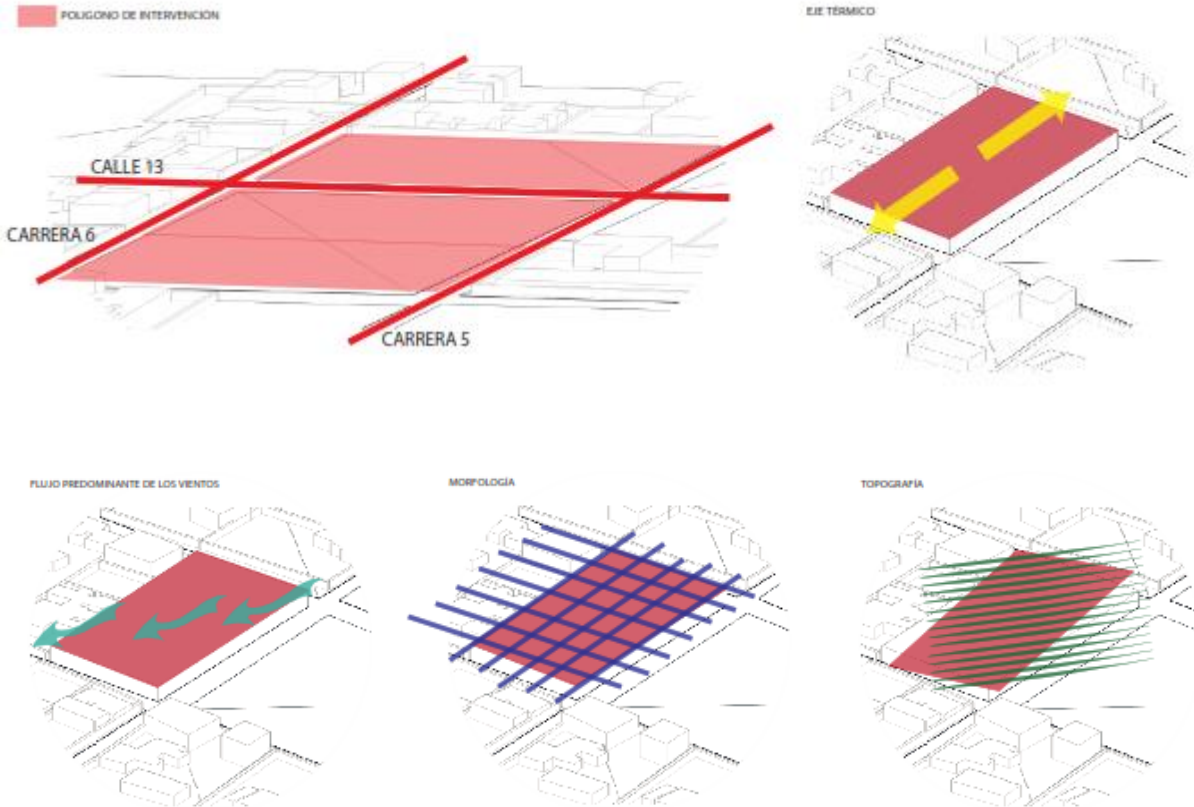 POLIGONO DE INTERVENCIÓN
EJE TÉRMICO
CALLE 13
CARRERA 6
CARRERA 5
FLUJO PREDOMINANTE DE LOS VIENTOS
MORFOLOGÍA
TOPOGRAFÍA